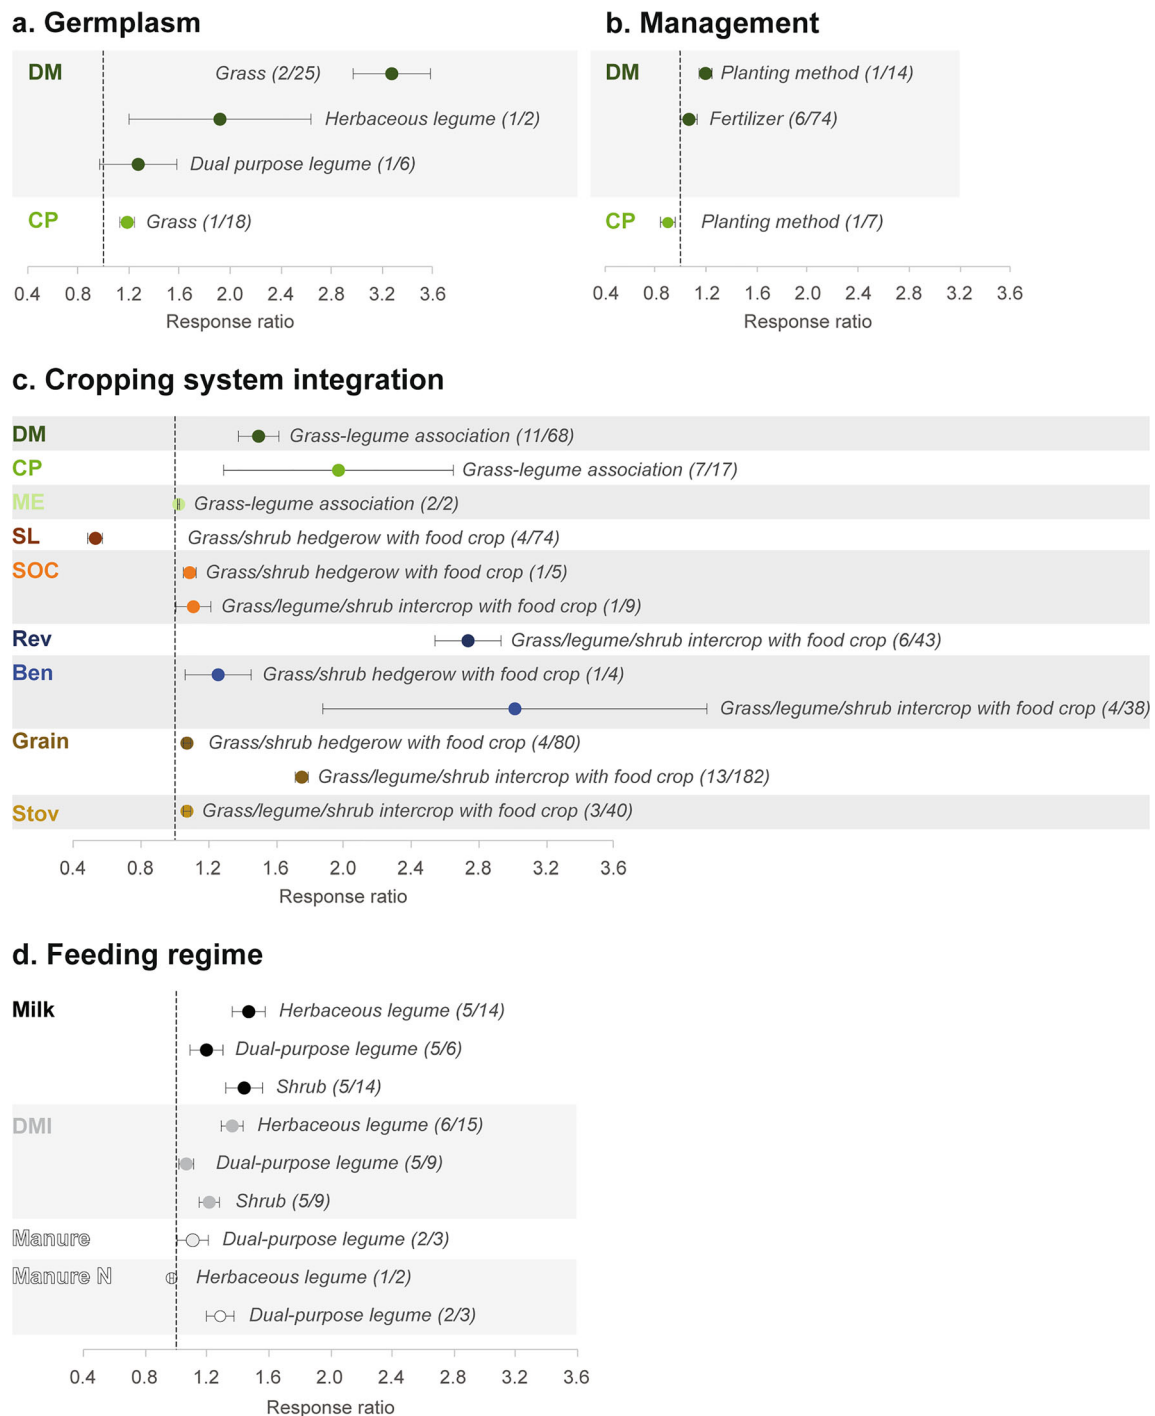 a. Germplasm
DM
Grass (2/25)
Herbaceous legume (1/2)
Dual purpose legume (1/6)
CP
Grass (1/18)
0.4 0.8 1.2 1.6 2.0 2.4 2.8 3.2 3.6
Response ratio
b. Management
DM
Planting method (1/14)
Fertilizer (6/74)
CP
Planting method (1/7)
0.4 0.8 1.2 1.6 2.0 2.4 2.8 3.2 3.6
Response ratio
c. Cropping system integration
DM
Grass-legume association (11/68)
CP
Grass-legume association (7/17)
ME
Grass-legume association (2/2)
SL
Grass/shrub hedgerow with food crop (4/74)
SOC
Grass/shrub hedgerow with food crop (1/5)
Grass/legume/shrub intercrop with food crop (1/9)
Rev
Grass/legume/shrub intercrop with food crop (6/43)
Ben
Grass/shrub hedgerow with food crop (1/4)
Grass/legume/shrub intercrop with food crop (4/38)
Grain
Grass/shrub hedgerow with food crop (4/80)
Grass/legume/shrub intercrop with food crop (13/182)
Stov
Grass/legume/shrub intercrop with food crop (3/40)
0.4 0.8 1.2 1.6 2.0 2.4 2.8 3.2 3.6
Response ratio
d. Feeding regime
Milk
Herbaceous legume (5/14)
Dual-purpose legume (5/6)
Shrub (5/14)
DMI
Herbaceous legume (6/15)
Dual-purpose legume (5/9)
Shrub (5/9)
Manure
Dual-purpose legume (2/3)
Manure N
Herbaceous legume (1/2)
Dual-purpose legume (2/3)
0.4 0.8 1.2 1.6 2.0 2.4 2.8 3.2 3.6
Response ratio